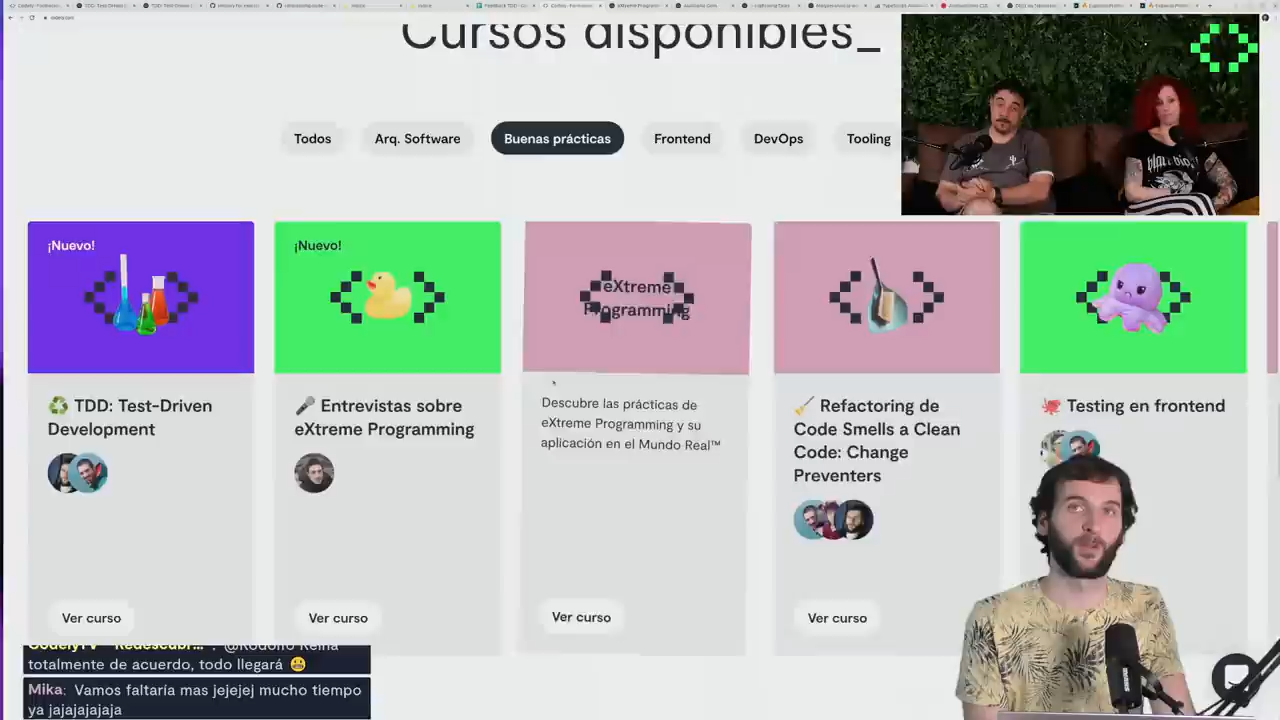 Cursos disponibles_
Todos
Arq. Software
Buenas prácticas
Frontend
DevOps
Tooling
¡Nuevo!
♻️ TDD: Test-Driven
Development
Ver curso
¡Nuevo!
🎤 Entrevistas sobre
eXtreme Programming
Ver curso
eXtreme
Programming
Descubre las prácticas de
eXtreme Programming y su
aplicación en el Mundo Real™
Ver curso
🧹 Refactoring de
Code Smells a Clean
Code: Change
Preventers
Ver curso
🐙 Testing en frontend
totalmente de acuerdo, todo llegará 😬
Mika: Vamos faltaría mas jejejej mucho tiempo
ya jajajajajaja